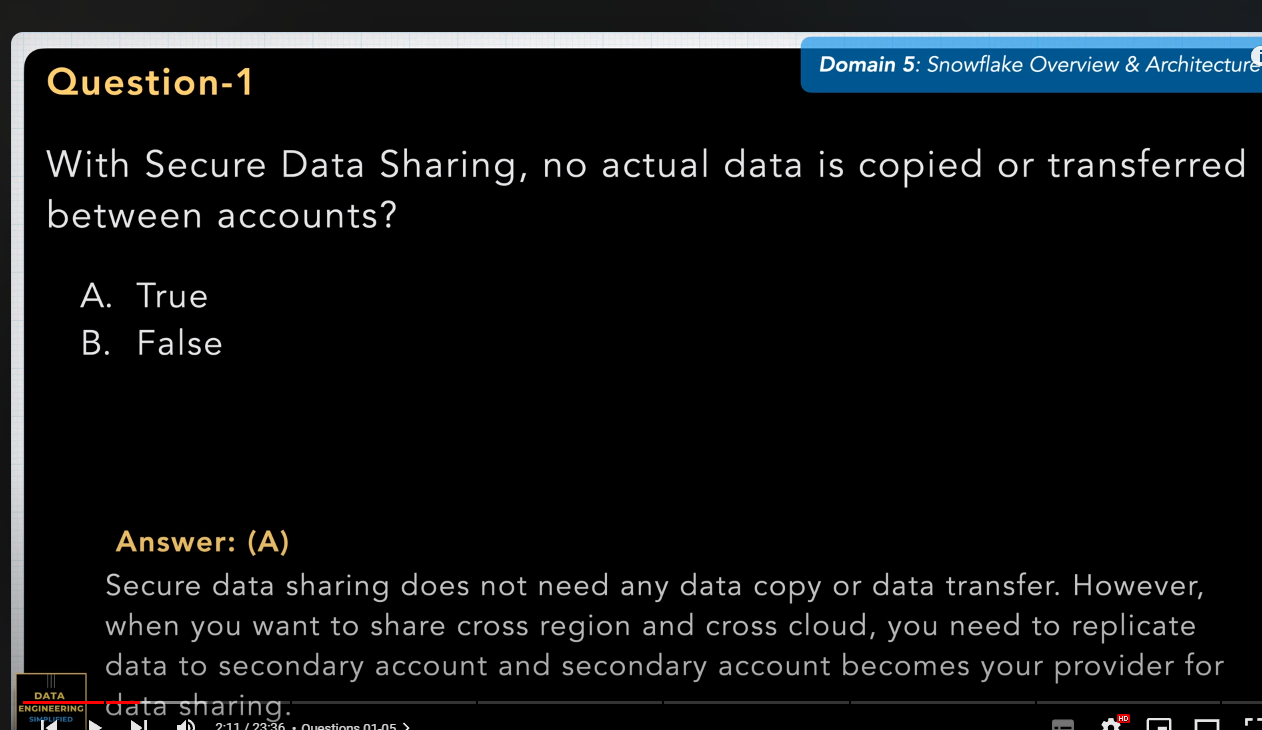 Domain 5: Snowflake Overview & Architecture
Question-1
With Secure Data Sharing, no actual data is copied or transferred
between accounts?
A. True
B. False
Answer: (A)
Secure data sharing does not need any data copy or data transfer. However,
when you want to share cross region and cross cloud, you need to replicate
data to secondary account and secondary account becomes your provider for
data sharing.
DATA
ENGINEERING
SIMPLIFIED
2:11 / 23:36 • Questions 01-05
HD